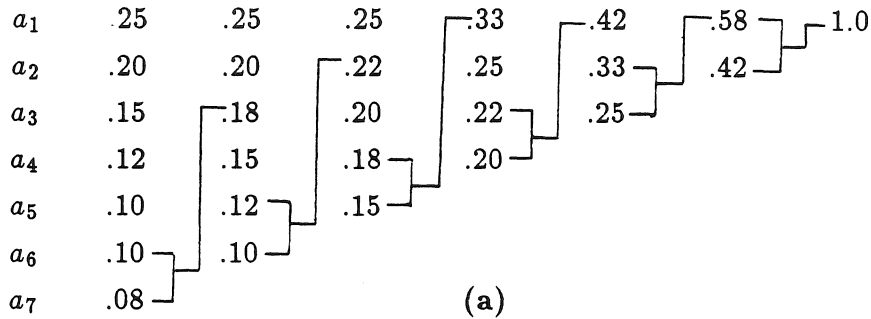 a1 .25 .25 .25 .33 .42 .58 1.0
a2 .20 .20 .22 .25 .33 .42
a3 .15 .18 .20 .22 .25
a4 .12 .15 .18 .20
a5 .10 .12 .15
a6 .10 .10
a7 .08
(a)